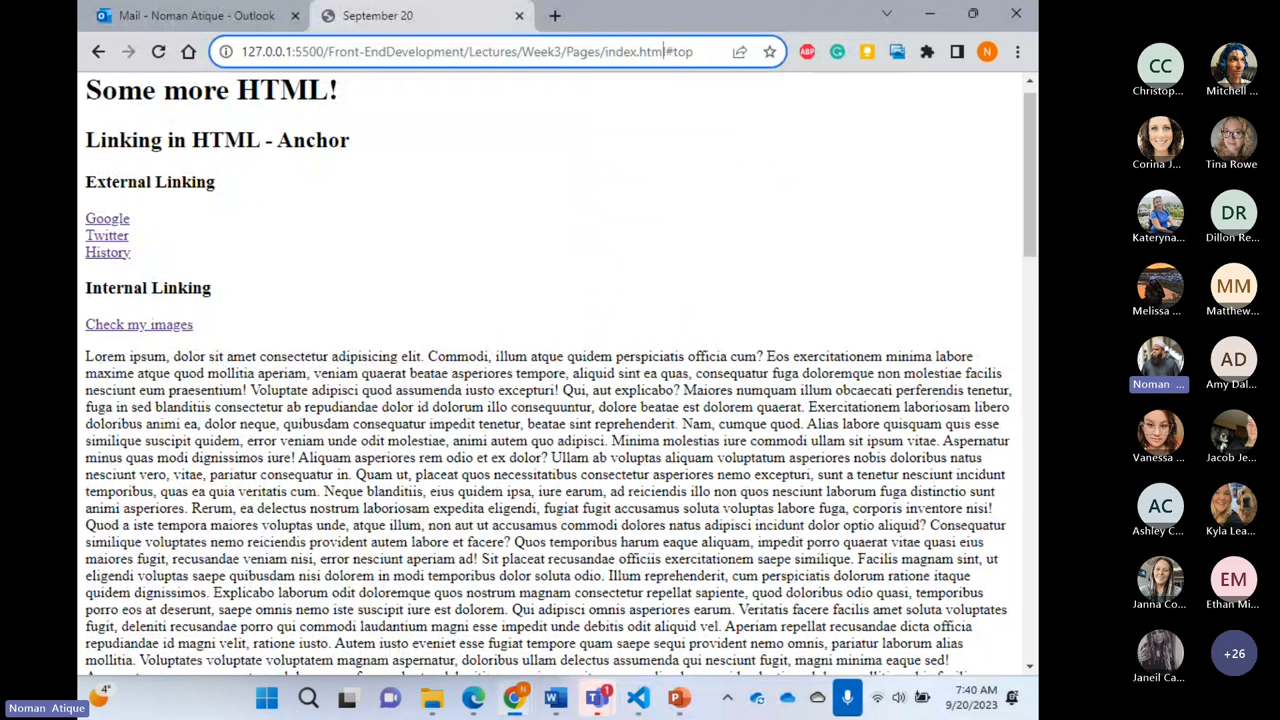 Mail - Noman Atique - Outlook
September 20
127.0.0.1:5500/Front-EndDevelopment/Lectures/Week3/Pages/index.html#top
ABP
N
Some more HTML!
Linking in HTML - Anchor
External Linking
Google
Twitter
History
Internal Linking
Check my images
Lorem ipsum, dolor sit amet consectetur adipisicing elit. Commodi, illum atque quidem perspiciatis officia cum? Eos exercitationem minima labore
maxime atque quod mollitia aperiam, veniam quaerat beatae asperiores tempore, aliquid sint ea quas, consequatur fuga doloremque non molestiae facilis
nesciunt eum praesentium! Voluptate adipisci quod assumenda iusto excepturi! Qui, aut explicabo? Maiores numquam illum obcaecati perferendis tenetur,
fuga in sed blanditiis consectetur ab repudiandae dolor id dolorum illo consequuntur, dolore beatae est dolorem quaerat. Exercitationem laboriosam libero
doloribus animi ea, dolor neque, quibusdam consequatur impedit tenetur, beatae sint reprehenderit. Nam, cumque quod. Alias labore quisquam quis esse
similique suscipit quidem, error veniam unde odit molestiae, animi autem quo adipisci. Minima molestias iure commodi ullam sit ipsum vitae. Aspernatur
minus quas modi dignissimos iure! Aliquam asperiores rem odio et ex dolor? Ullam ab voluptas aliquam voluptatum asperiores nobis doloribus natus
nesciunt vero, vitae, pariatur consequatur in. Quam ut, placeat quos necessitatibus consectetur asperiores nemo excepturi, sunt a tenetur nesciunt incidunt
temporibus, quas ea quia veritatis cum. Neque blanditiis, eius quidem ipsa, iure earum, ad reiciendis illo non quos nesciunt laborum fuga distinctio sunt
animi asperiores. Rerum, ea delectus nostrum laboriosam expedita eligendi, fugiat fugit accusamus soluta voluptas labore fuga, corporis inventore nisi!
Quod a iste tempora maiores voluptas unde, atque illum, non aut ut accusamus commodi dolores natus adipisci incidunt dolor optio aliquid? Consequatur
similique voluptates nemo reiciendis provident autem labore et facere? Quos temporibus harum eaque aliquam, impedit porro quaerat vitae quasi eius
maiores fugit, recusandae veniam nisi, error nesciunt aperiam ad! Sit placeat recusandae officiis exercitationem saepe similique. Facilis magnam sint, ut
eligendi voluptas saepe quibusdam nisi dolorem in modi temporibus dolor soluta odio. Illum reprehenderit, cum perspiciatis dolorum ratione itaque
quidem dignissimos. Explicabo laborum odit doloremque quos nostrum magnam consectetur repellat sapiente, quod doloribus odio quasi, temporibus
porro eos at deserunt, saepe omnis nemo iste suscipit iure est dolorem. Qui adipisci omnis asperiores earum. Veritatis facere facilis amet soluta voluptates
fugit, deleniti recusandae porro qui commodi laudantium magni esse impedit unde debitis odit aliquid vel. Aperiam repellat recusandae dicta officia
repudiandae id magni velit, ratione iusto. Autem iusto eveniet esse fugiat tempore quam saepe sequi provident nemo omnis, pariatur laborum alias
mollitia. Voluptates voluptate voluptatem magnam aspernatur, doloribus ullam delectus assumenda qui nesciunt fugit, magni minima eaque sed!
4°
1
7:40 AM
9/20/2023
Noman Atique
CC
Christop...
Mitchell ...
Corina J...
Tina Rowe
Kateryna...
DR
Dillon Re...
Melissa ...
MM
Matthew...
Noman ...
AD
Amy Dal...
Vanessa ...
Jacob Je...
AC
Ashley C...
Kyla Lea...
Janna Co...
EM
Ethan Mi...
Janeil Ca...
+26